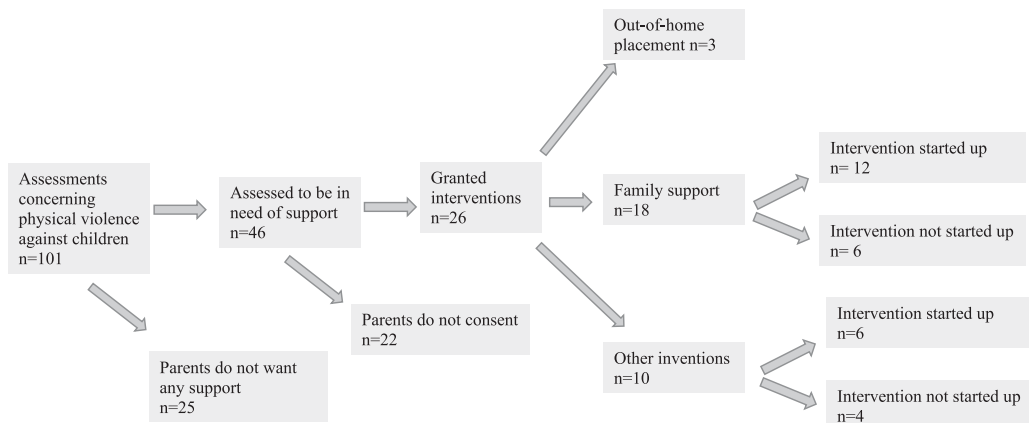 Assessments
concerning
physical violence
against children
n=101
Parents do not want
any support
n=25
Assessed to be in
need of support
n=46
Parents do not consent
n=22
Granted
interventions
n=26
Out-of-home
placement n=3
Family support
n=18
Intervention started up
n= 12
Intervention not started up
n= 6
Other inventions
n=10
Intervention started up
n=6
Intervention not started up
n=4